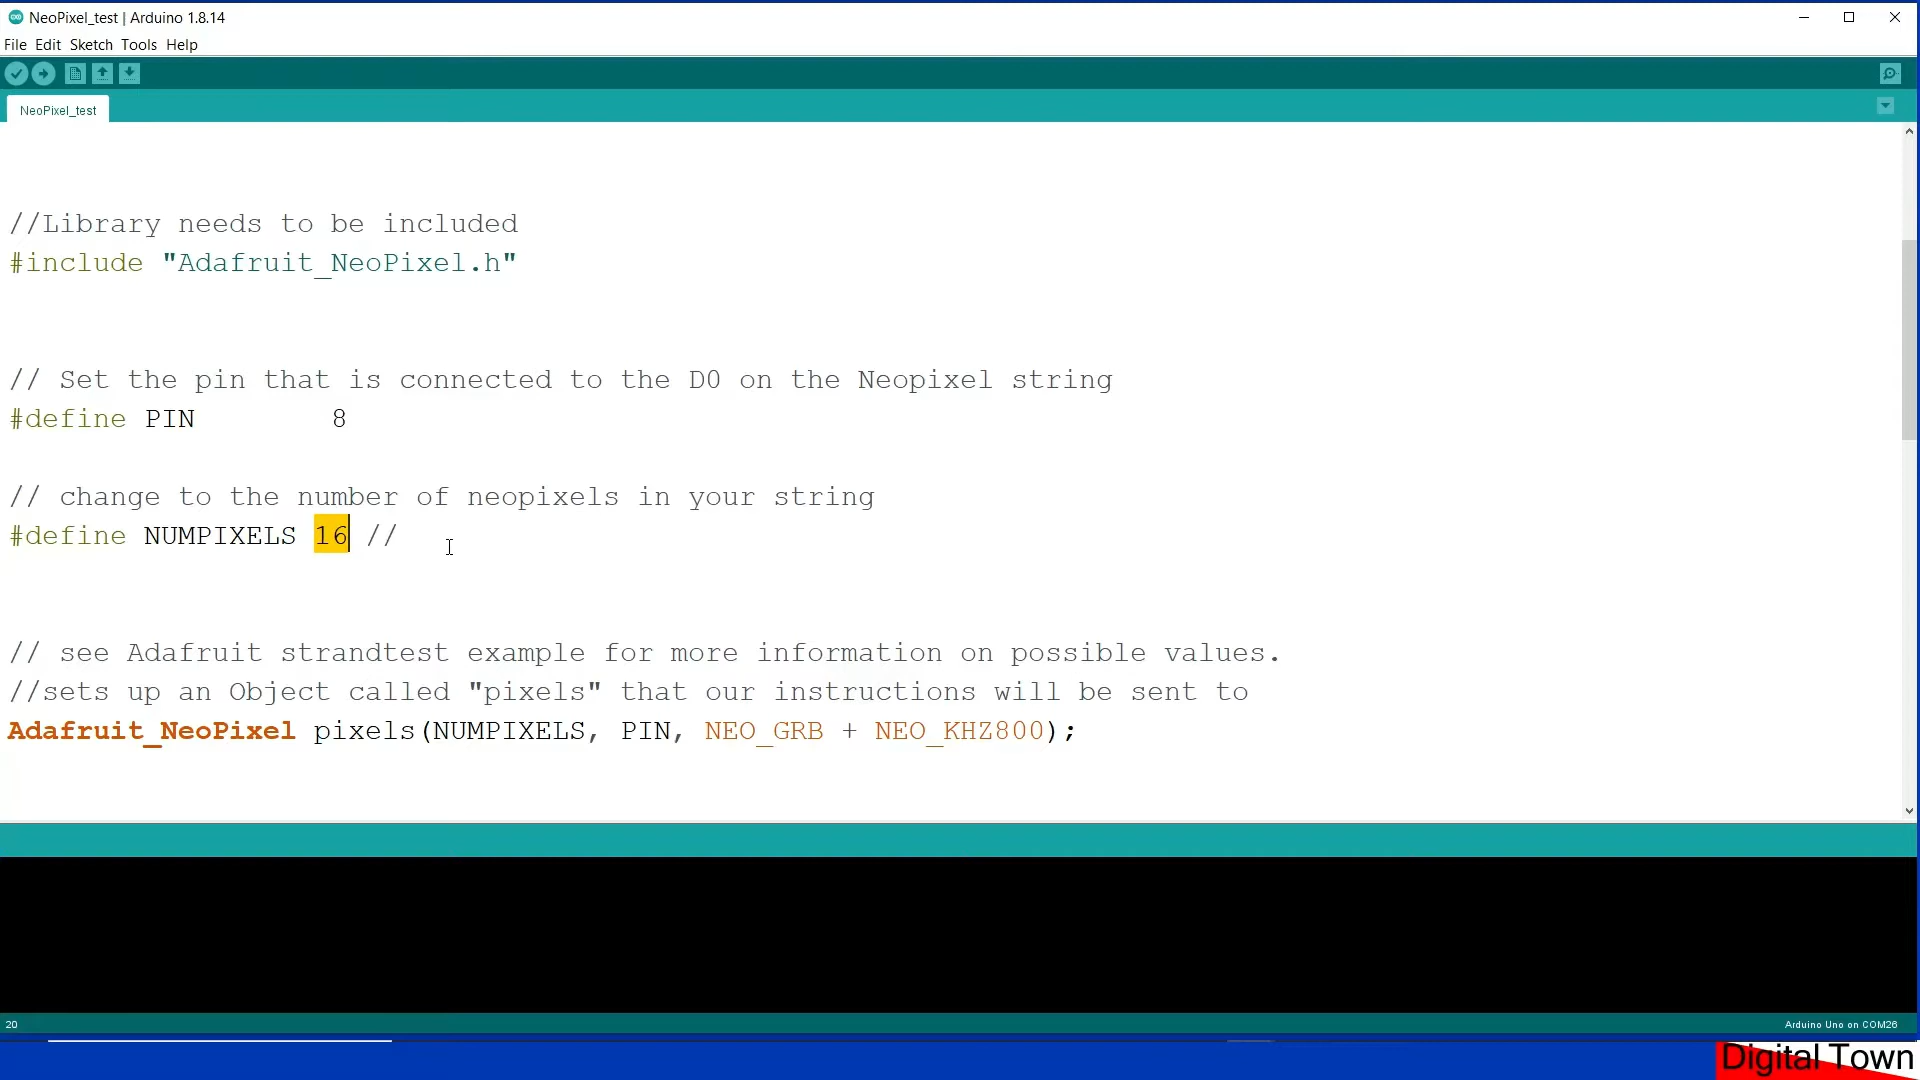 NeoPixel_test | Arduino 1.8.14
File Edit Sketch Tools Help
NeoPixel_test
//Library needs to be included
#include "Adafruit_NeoPixel.h"
// Set the pin that is connected to the D0 on the Neopixel string
#define PIN        8
// change to the number of neopixels in your string
#define NUMPIXELS 16 //
// see Adafruit strandtest example for more information on possible values.
//sets up an Object called "pixels" that our instructions will be sent to
Adafruit_NeoPixel pixels(NUMPIXELS, PIN, NEO_GRB + NEO_KHZ800);
20
Arduino Uno on COM26
Digital Town